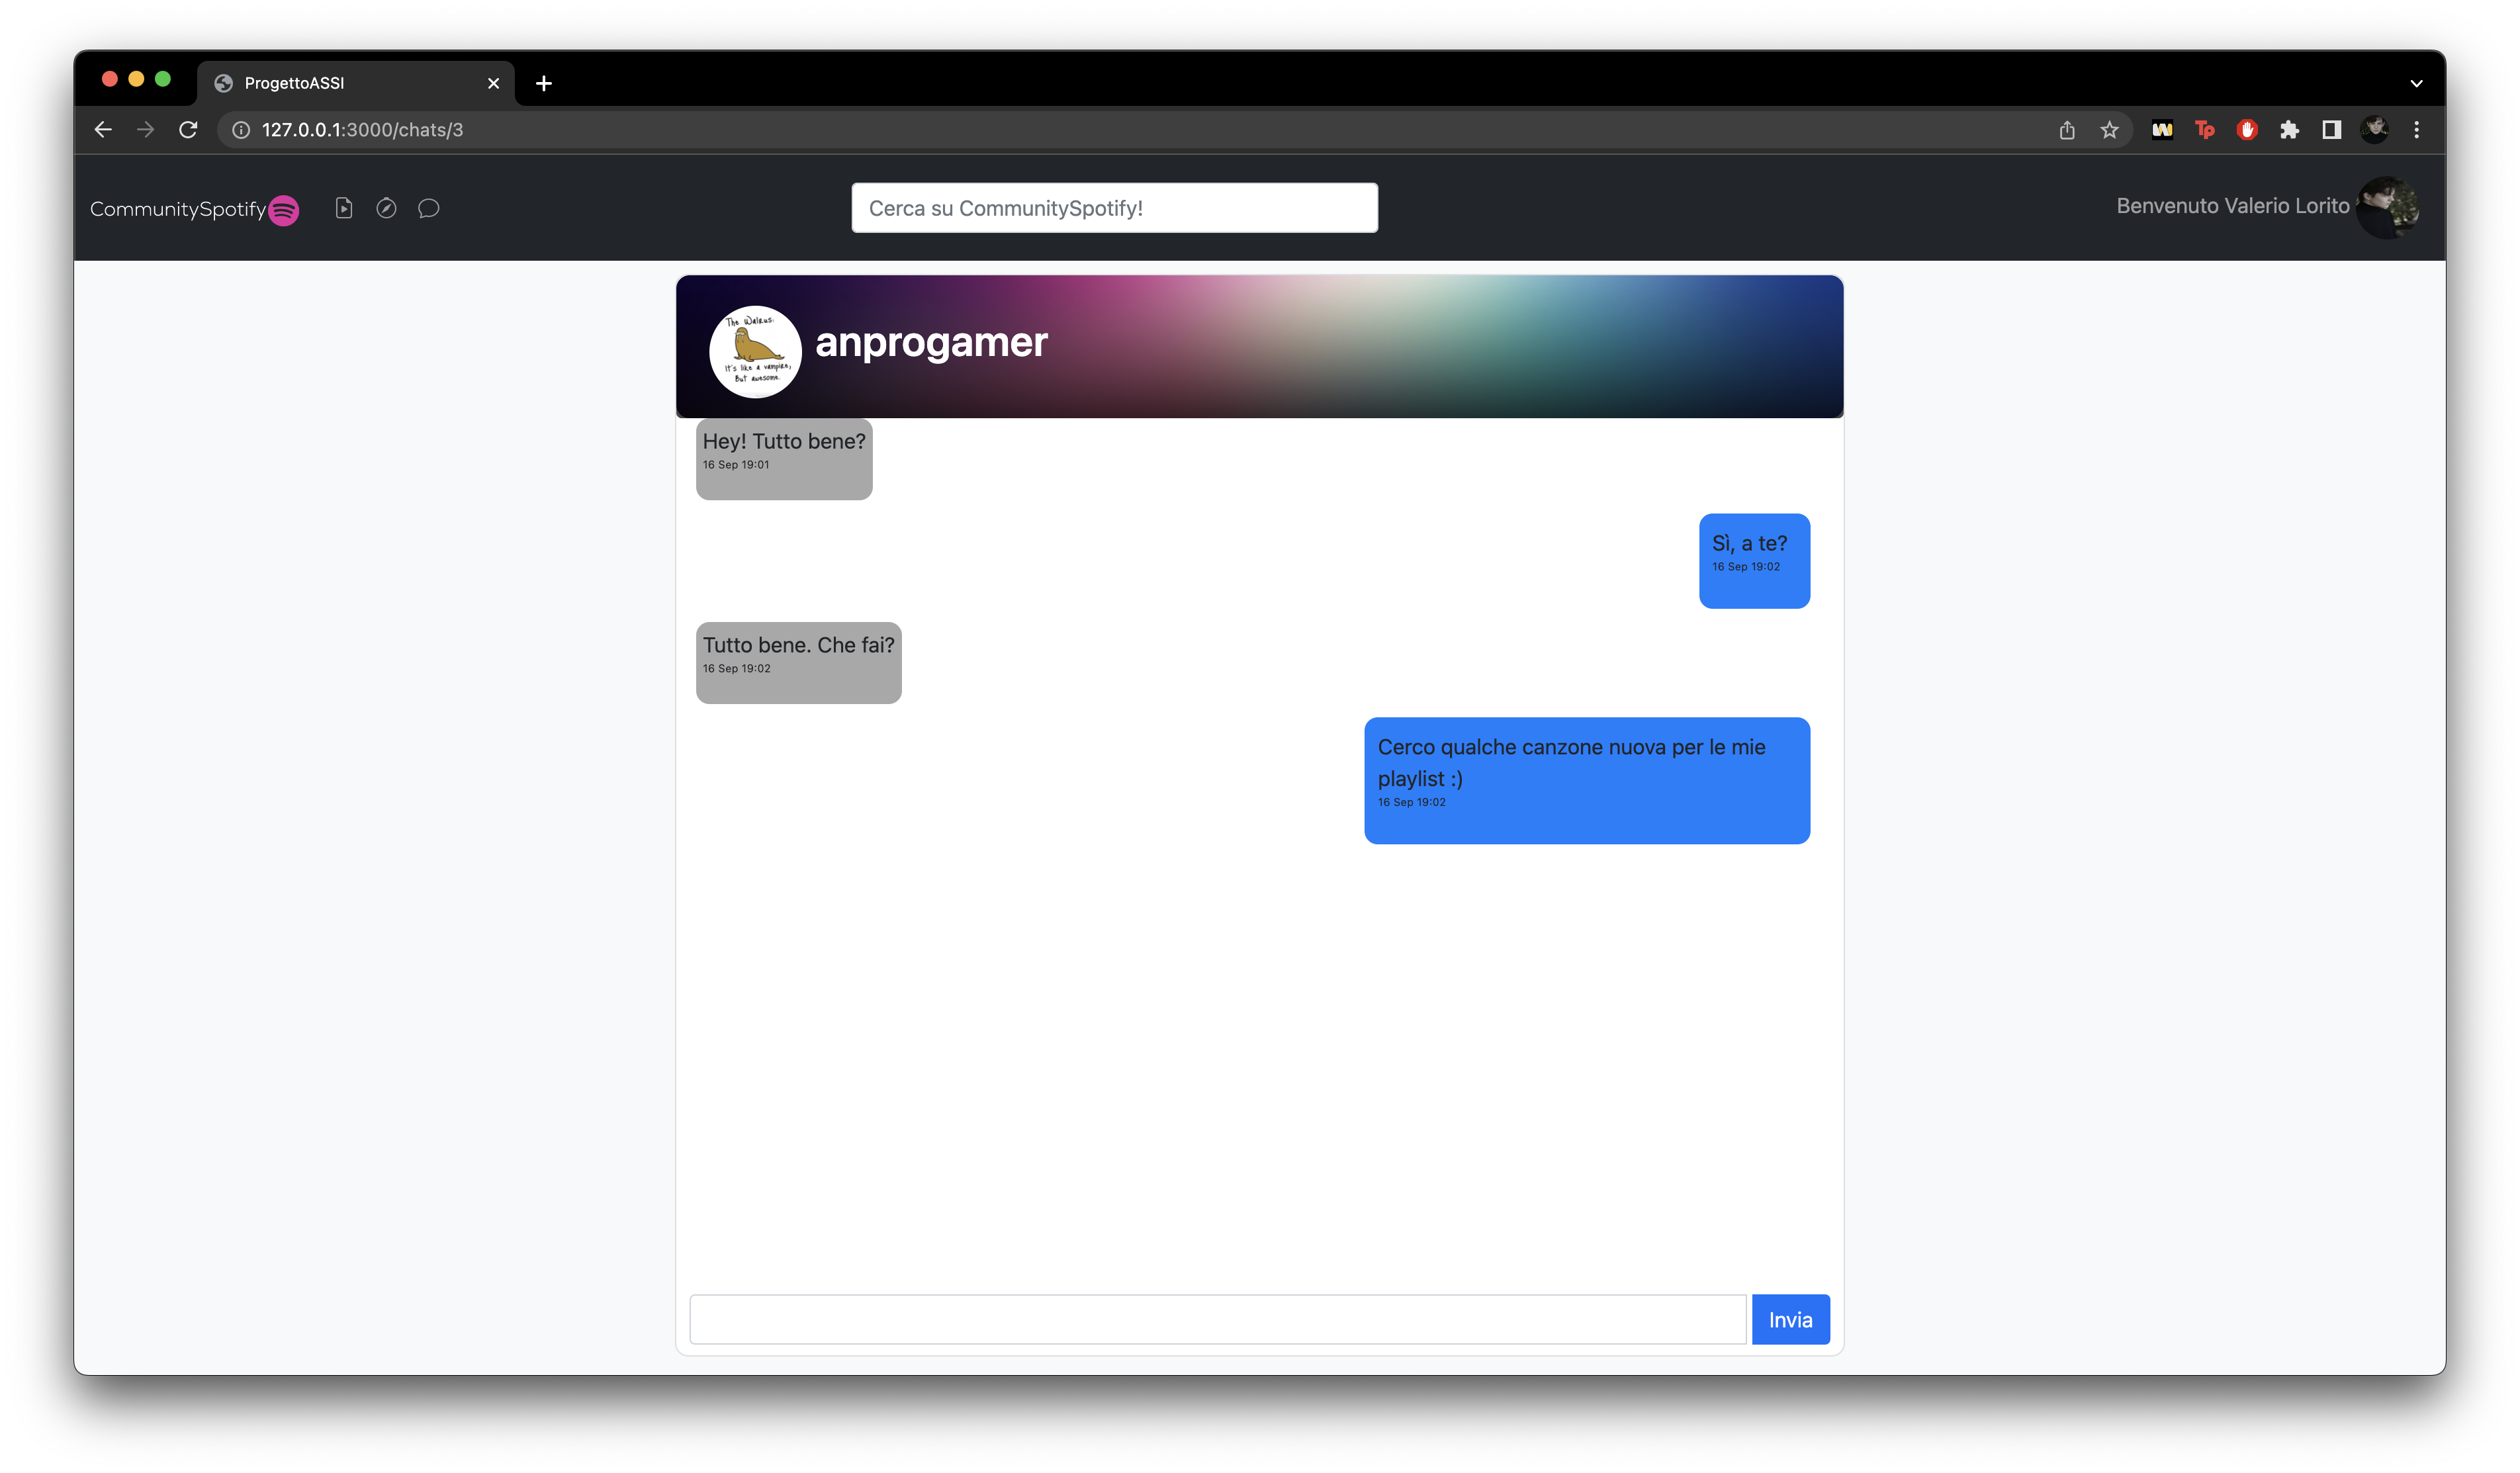 ProgettoASSI
127.0.0.1:3000/chats/3
Tp
CommunitySpotify
Cerca su CommunitySpotify!
Benvenuto Valerio Lorito
The Walrus:
It's like a vampire,
But awesome.
anprogamer
Hey! Tutto bene?
16 Sep 19:01
Sì, a te?
16 Sep 19:02
Tutto bene. Che fai?
16 Sep 19:02
Cerco qualche canzone nuova per le mie
playlist :)
16 Sep 19:02
Invia